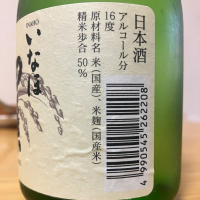 日本酒
アルコール分
16度
原材料名 米(国産)、米麹(国産米)
精米歩合 50%
4 990545 262208
INAHO
いなほ